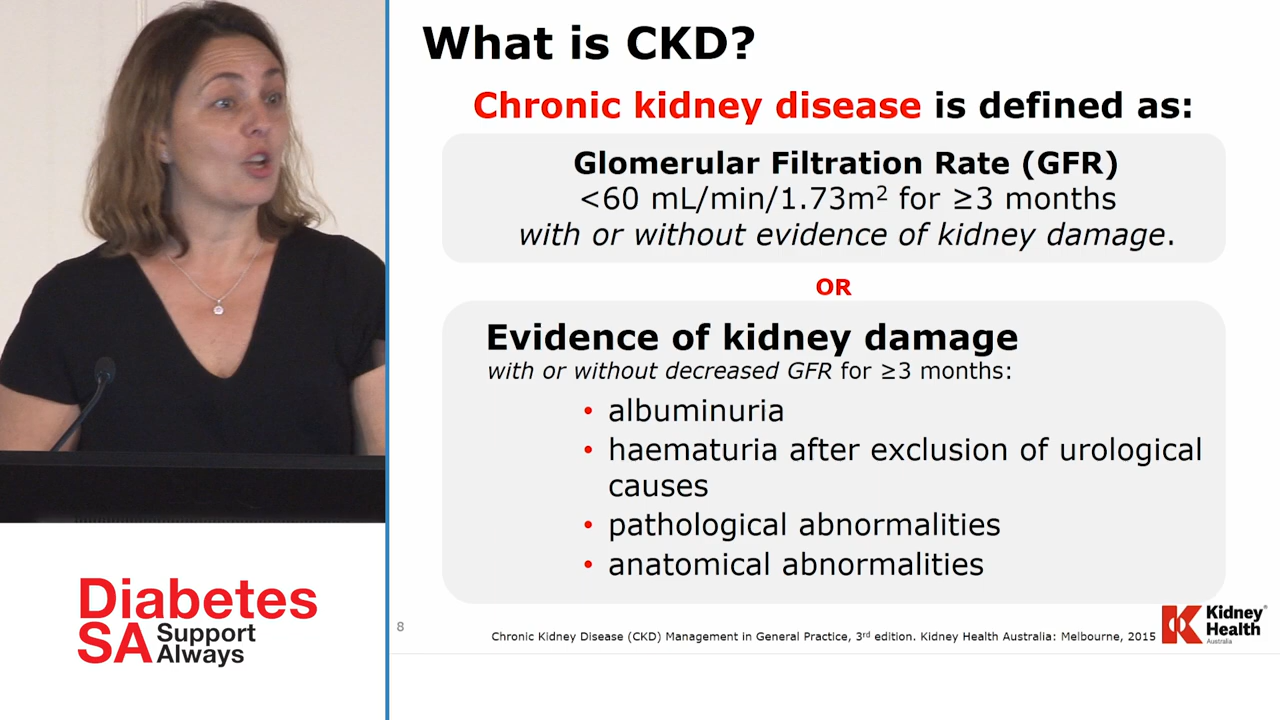 What is CKD?
Chronic kidney disease is defined as:
Glomerular Filtration Rate (GFR)
<60 mL/min/1.73m² for ≥3 months
with or without evidence of kidney damage.
OR
Evidence of kidney damage
with or without decreased GFR for ≥3 months:
• albuminuria
• haematuria after exclusion of urological
causes
• pathological abnormalities
• anatomical abnormalities
8
Chronic Kidney Disease (CKD) Management in General Practice, 3rd edition. Kidney Health Australia: Melbourne, 2015
Kidney
Health
Australia
Diabetes
SA Support
Always